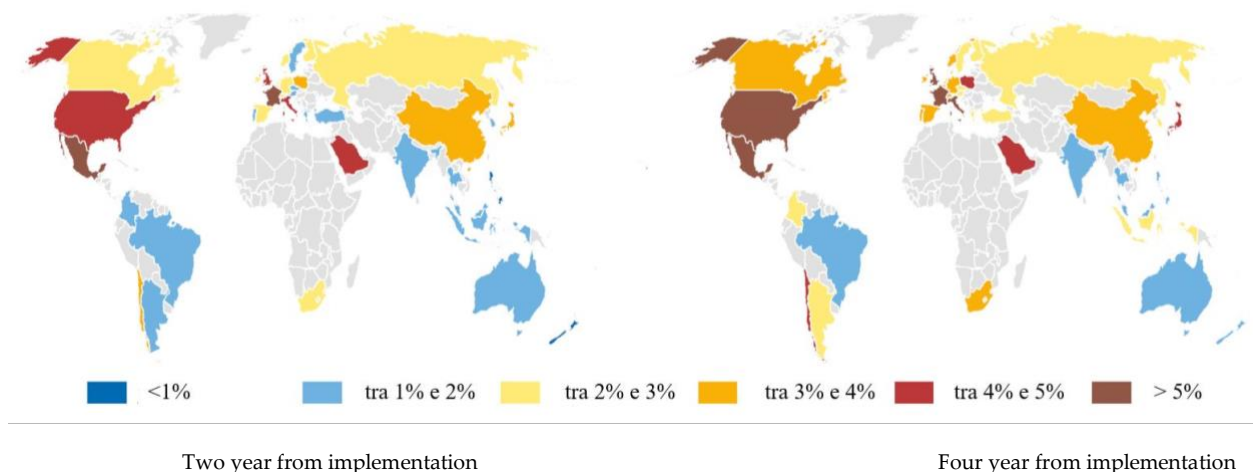 <1% tra 1% e 2% tra 2% e 3% tra 3% e 4% tra 4% e 5% > 5%
Two year from implementation Four year from implementation